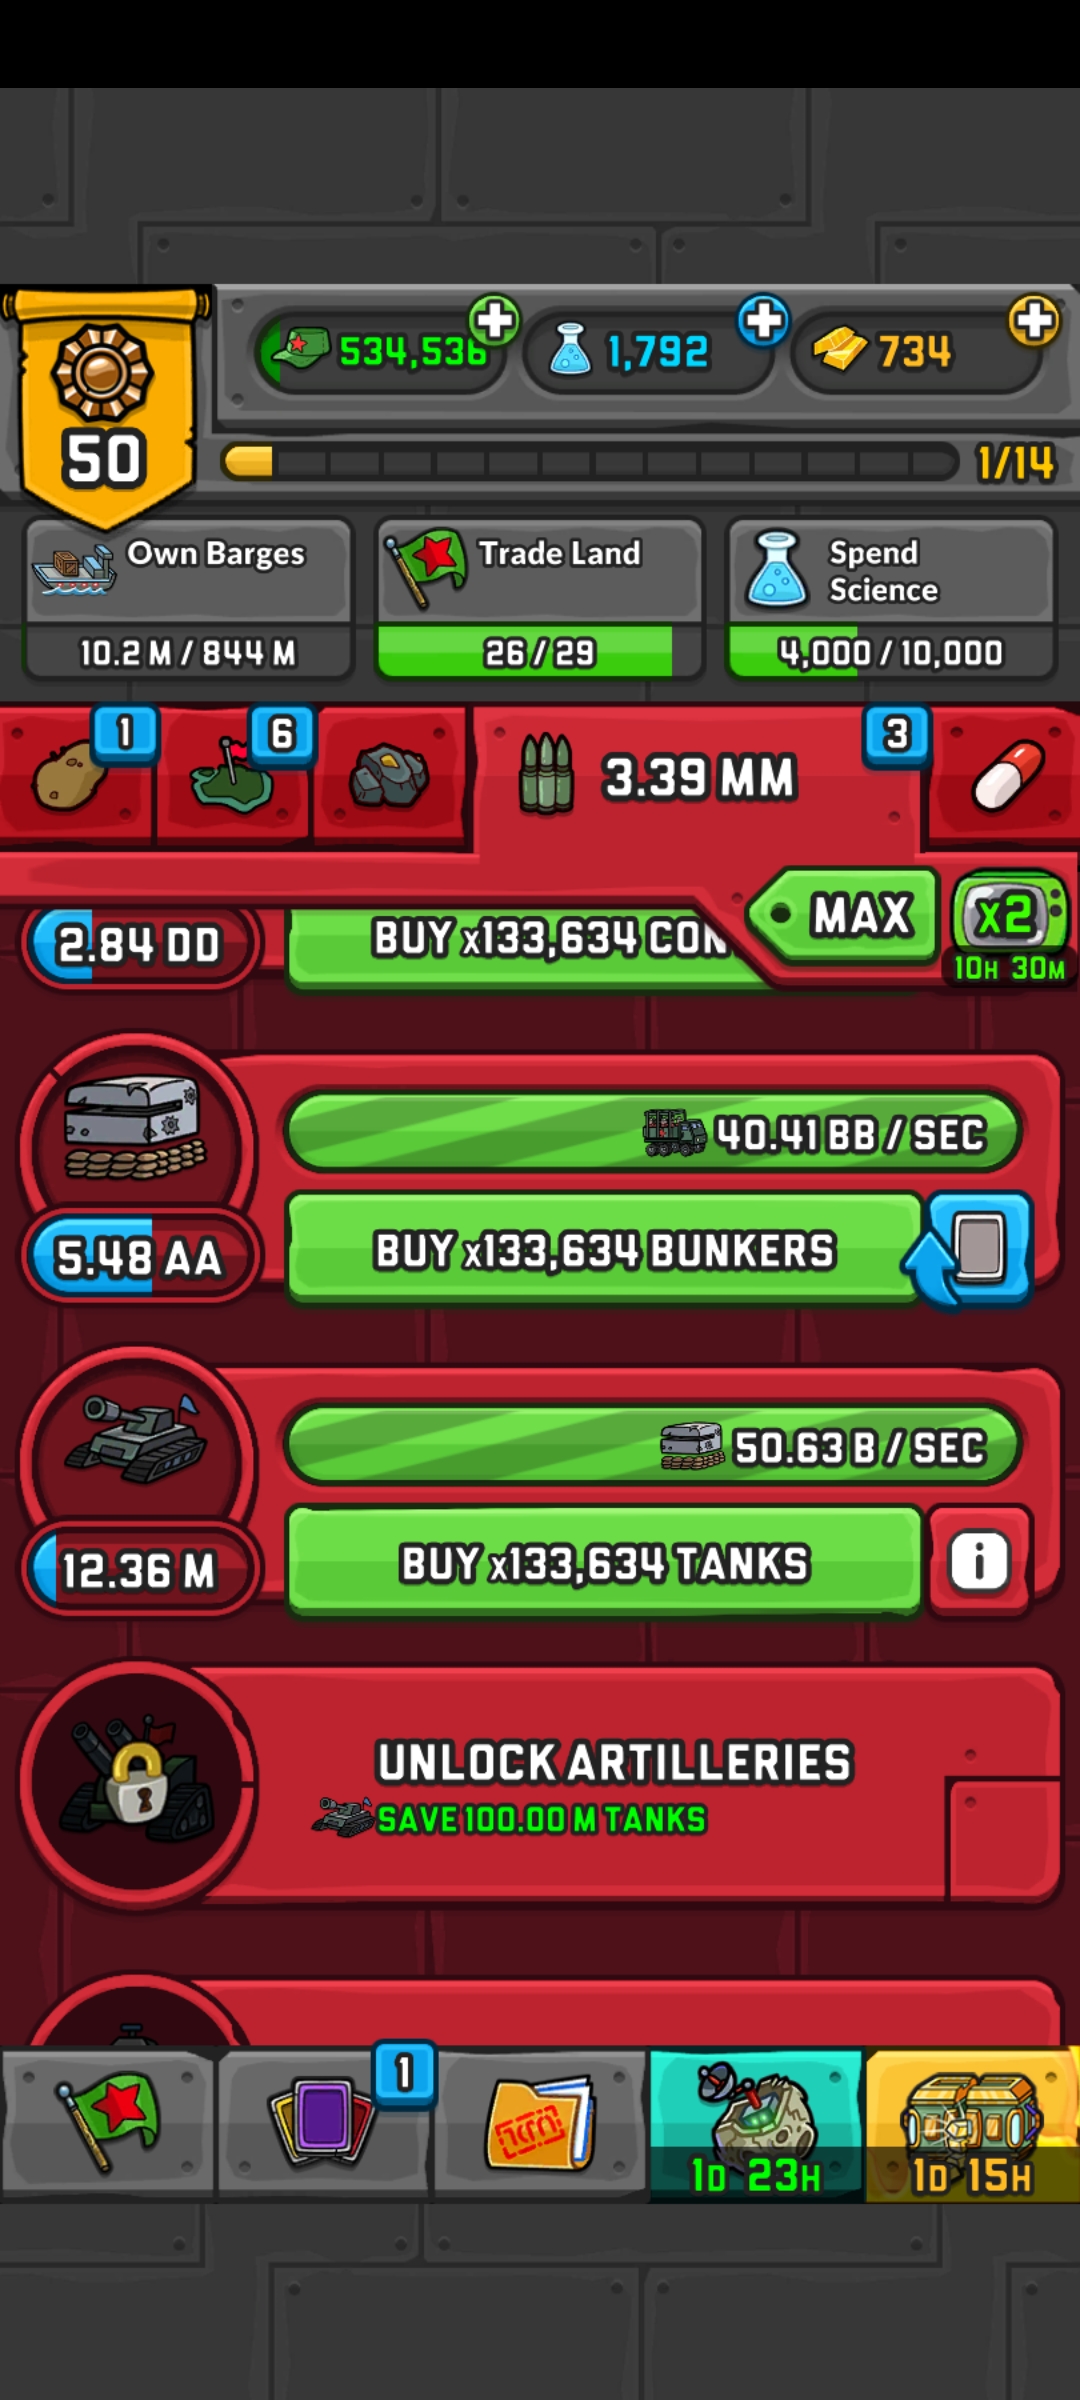 534,536
1,792
734
50
1/14
Own Barges
10.2 M / 844 M
Trade Land
26 / 29
Spend
Science
4,000 / 10,000
1
6
3.39 MM
3
MAX
x2
10H 30M
2.84 DD
BUY x133,634 CON
40.41 BB / SEC
5.48 AA
BUY x133,634 BUNKERS
50.63 B / SEC
12.36 M
BUY x133,634 TANKS
i
UNLOCK ARTILLERIES
SAVE 100.00 M TANKS
1
1D 23H
1D 15H